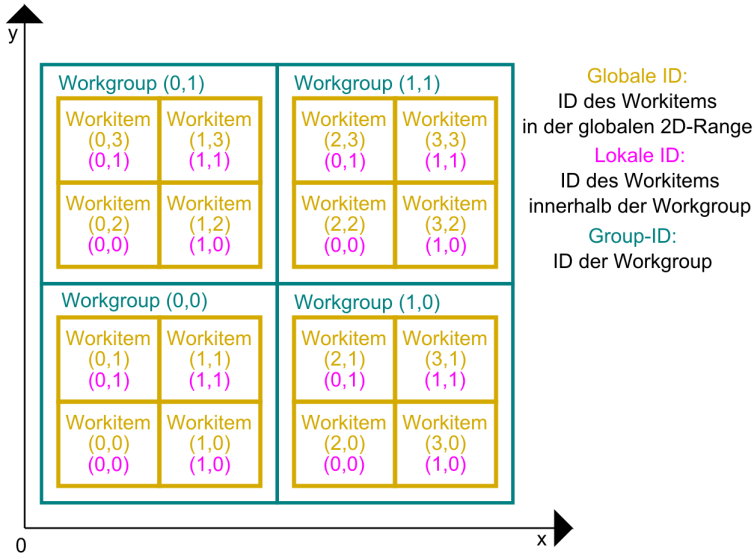 y
Workgroup (0,1)
Workitem
(0,3)
(0,1)
Workitem
(1,3)
(1,1)
Workitem
(0,2)
(0,0)
Workitem
(1,2)
(1,0)
Workgroup (1,1)
Workitem
(2,3)
(0,1)
Workitem
(3,3)
(1,1)
Workitem
(2,2)
(0,0)
Workitem
(3,2)
(1,0)
Workgroup (0,0)
Workitem
(0,1)
(0,1)
Workitem
(1,1)
(1,1)
Workitem
(0,0)
(0,0)
Workitem
(1,0)
(1,0)
Workgroup (1,0)
Workitem
(2,1)
(0,1)
Workitem
(3,1)
(1,1)
Workitem
(2,0)
(0,0)
Workitem
(3,0)
(1,0)
Globale ID:
ID des Workitems
in der globalen 2D-Range
Lokale ID:
ID des Workitems
innerhalb der Workgroup
Group-ID:
ID der Workgroup
0
x